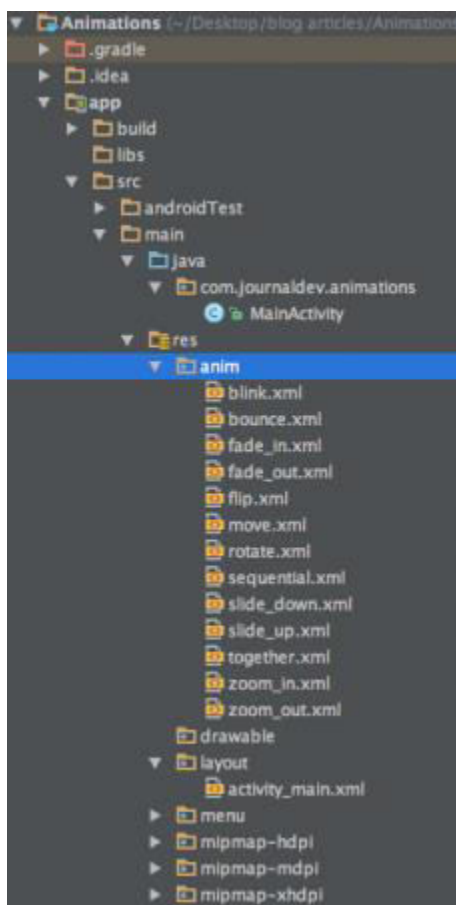 Animations (~/Desktop/blog articles/Animations
.gradle
.idea
app
build
libs
src
androidTest
main
java
com.journaldev.animations
MainActivity
res
anim
blink.xml
bounce.xml
fade_in.xml
fade_out.xml
flip.xml
move.xml
rotate.xml
sequential.xml
slide_down.xml
slide_up.xml
together.xml
zoom_in.xml
zoom_out.xml
drawable
layout
activity_main.xml
menu
mipmap-hdpi
mipmap-mdpi
mipmap-xhdpi